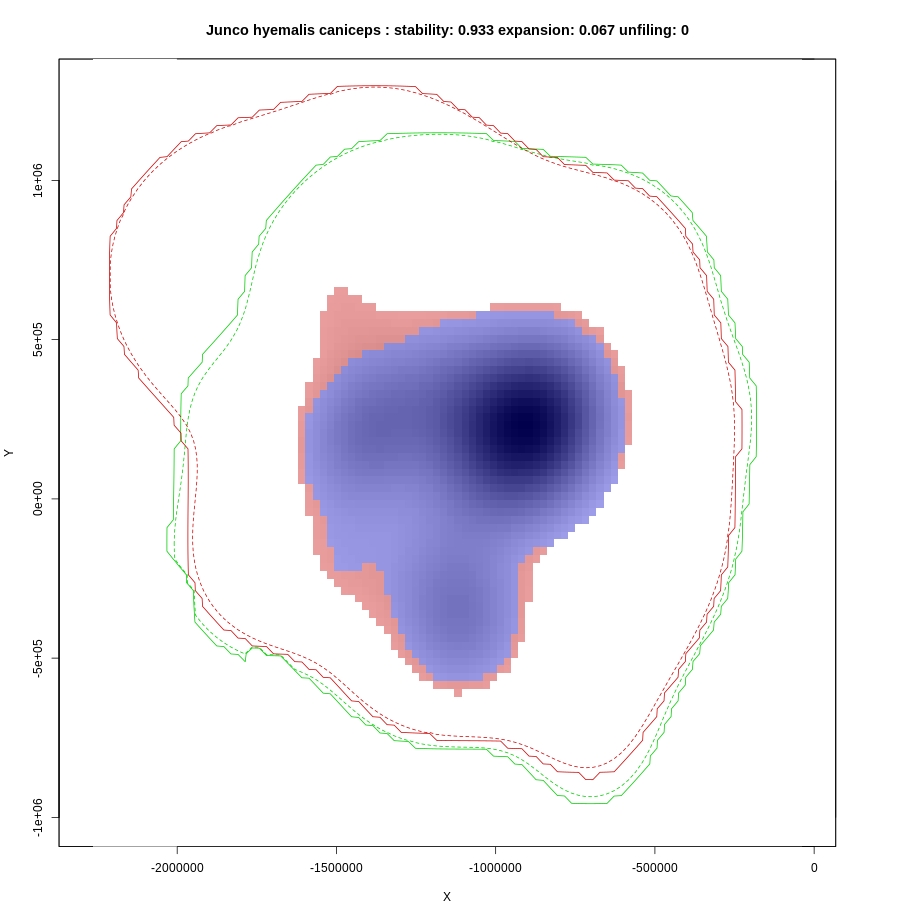 Junco hyemalis caniceps : stability: 0.933 expansion: 0.067 unfiling: 0
1e+06
5e+05
Y
0e+00
-5e+05
-1e+06
-2000000 -1500000 -1000000 -500000 0
X